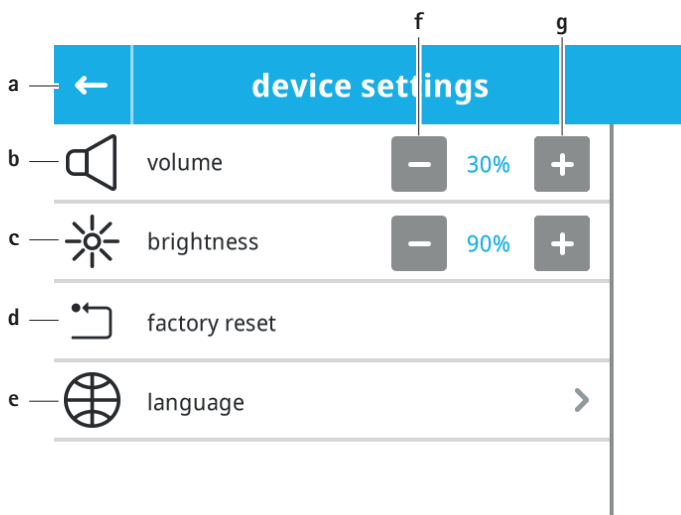 f g
a device settings
b volume 30%
c brightness 90%
d factory reset
e language